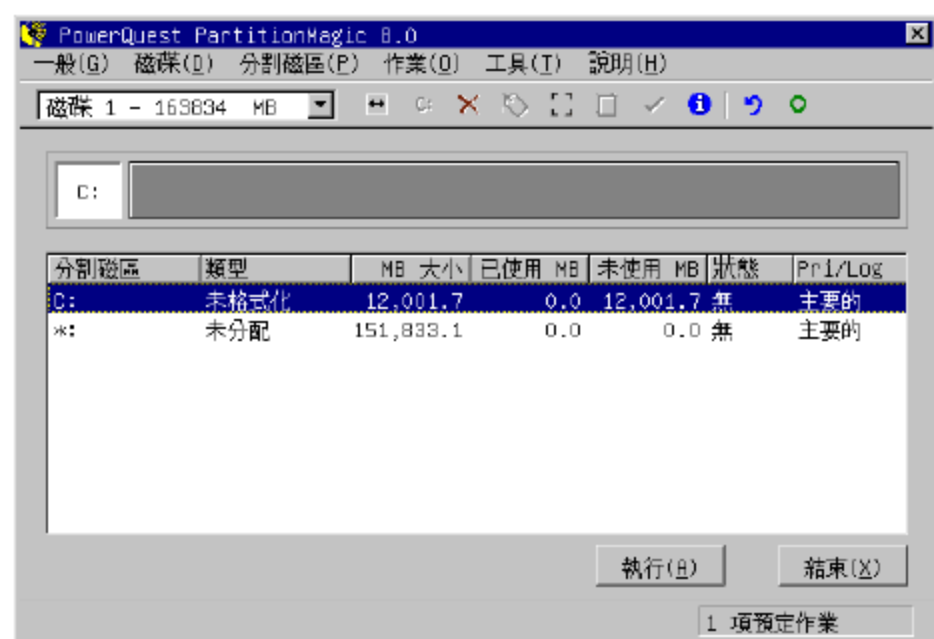 PowerQuest PartitionMagic 8.0
一般(G) 磁碟(D) 分割磁區(P) 作業(O) 工具(T) 說明(H)
磁碟 1 - 163834 MB C:
C:
分割磁區 類型 MB 大小 已使用 MB 未使用 MB 狀態 Pri/Log
C: 未格式化 12,001.7 0.0 12,001.7 無 主要的
*: 未分配 151,833.1 0.0 0.0 無 主要的
執行(A) 結束(X)
1 項預定作業